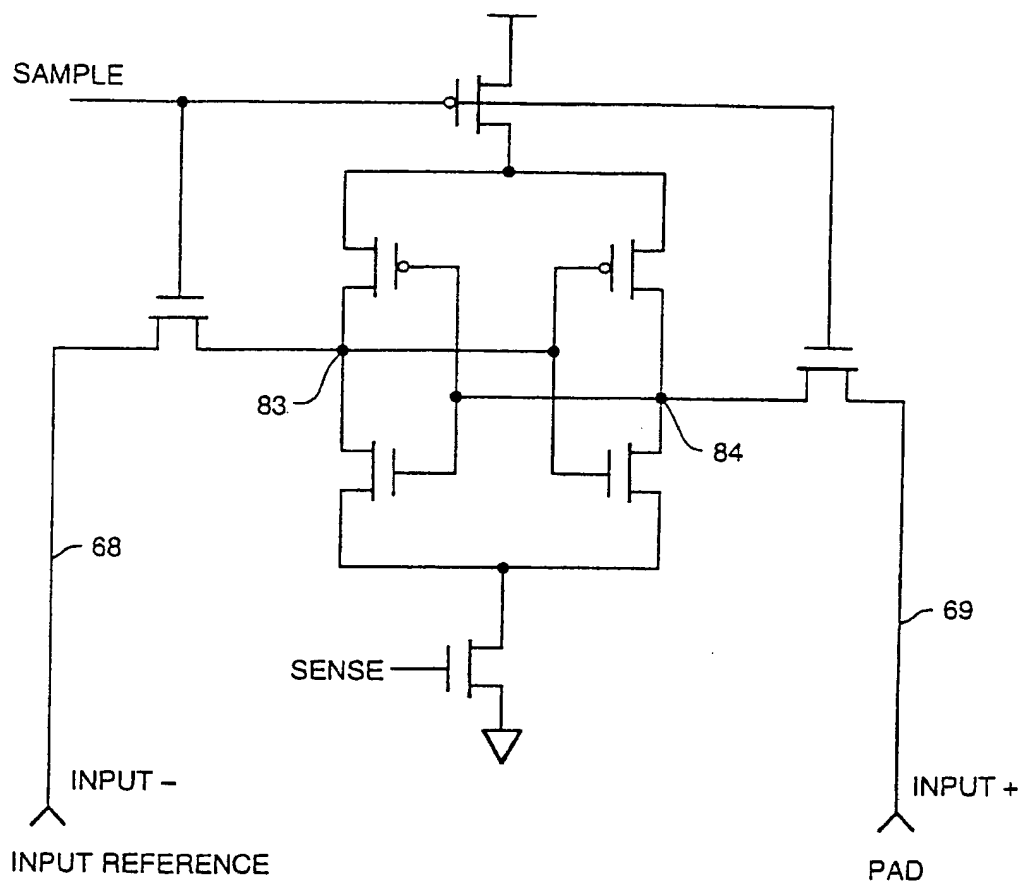 SAMPLE
83
84
68
69
SENSE
INPUT –
INPUT +
INPUT REFERENCE
PAD